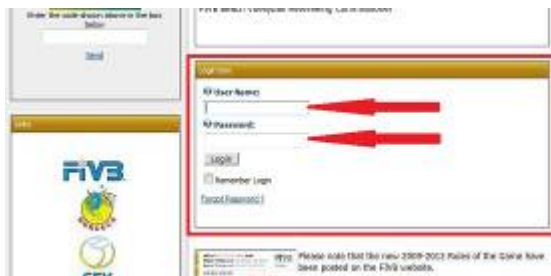 Enter the code shown above in the box
below
Send
Links
FIVB
CEV
FIVB Beach Volleyball
User Name:
Password:
Login
Remember Login
Forgot Password?
Please note that the new 2009-2012 Rules of the Game have
been posted on the FIVB website.